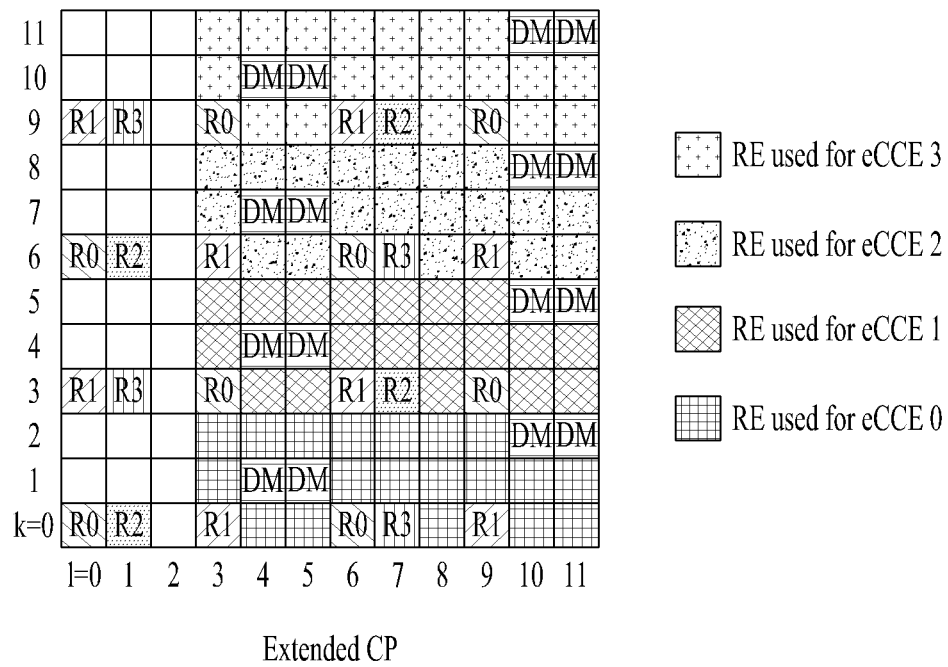 11 DM DM
10 DM DM
9 R1 R3 R0 R1 R2 R0
8 DM DM
7 DM DM
6 R0 R2 R1 R0 R3 R1
5 DM DM
4 DM DM
3 R1 R3 R0 R1 R2 R0
2 DM DM
1 DM DM
k=0 R0 R2 R1 R0 R3 R1
l=0 1 2 3 4 5 6 7 8 9 10 11
Extended CP
RE used for eCCE 3
RE used for eCCE 2
RE used for eCCE 1
RE used for eCCE 0